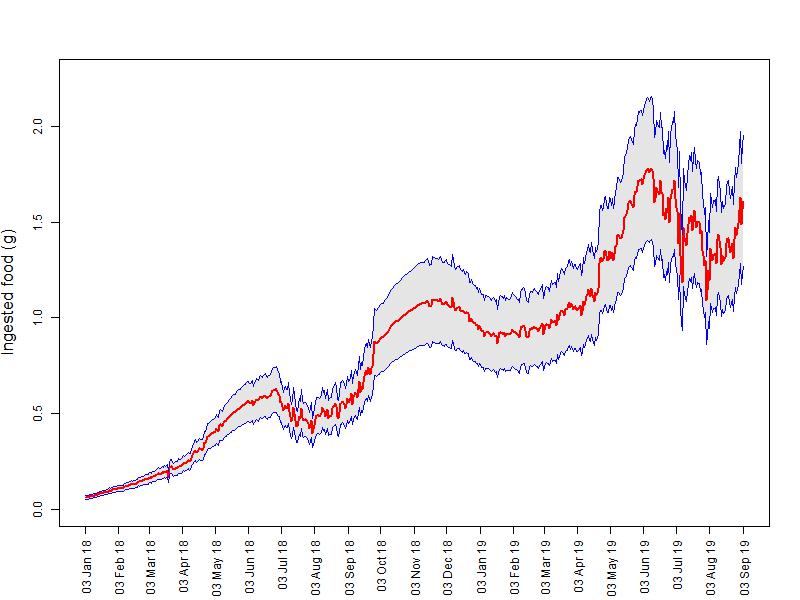 Ingested food (g)
2.0
1.5
1.0
0.5
0.0
03 Jan 18
03 Feb 18
03 Mar 18
03 Apr 18
03 May 18
03 Jun 18
03 Jul 18
03 Aug 18
03 Sep 18
03 Oct 18
03 Nov 18
03 Dec 18
03 Jan 19
03 Feb 19
03 Mar 19
03 Apr 19
03 May 19
03 Jun 19
03 Jul 19
03 Aug 19
03 Sep 19